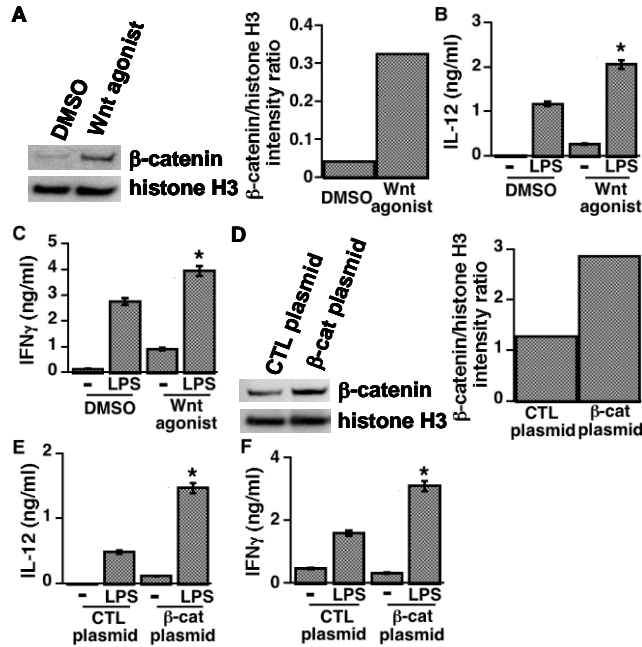 A
DMSO
Wnt agonist
β-catenin
histone H3
β-catenin/histone H3
intensity ratio
0.4
0.3
0.2
0.1
0
DMSO Wnt
agonist
B
IL-12 (ng/ml)
3
2
1
0
*
- LPS - LPS
DMSO Wnt
agonist
C
IFNγ (ng/ml)
5
4
3
2
1
0
*
- LPS - LPS
DMSO Wnt
agonist
D
CTL plasmid
β-cat plasmid
β-catenin
histone H3
β-catenin/histone H3
intensity ratio
3
2
1
0
CTL β-cat
plasmid plasmid
E
IL-12 (ng/ml)
2
1
0
*
- LPS - LPS
CTL β-cat
plasmid plasmid
F
IFNγ (ng/ml)
4
2
0
*
- LPS - LPS
CTL β-cat
plasmid plasmid